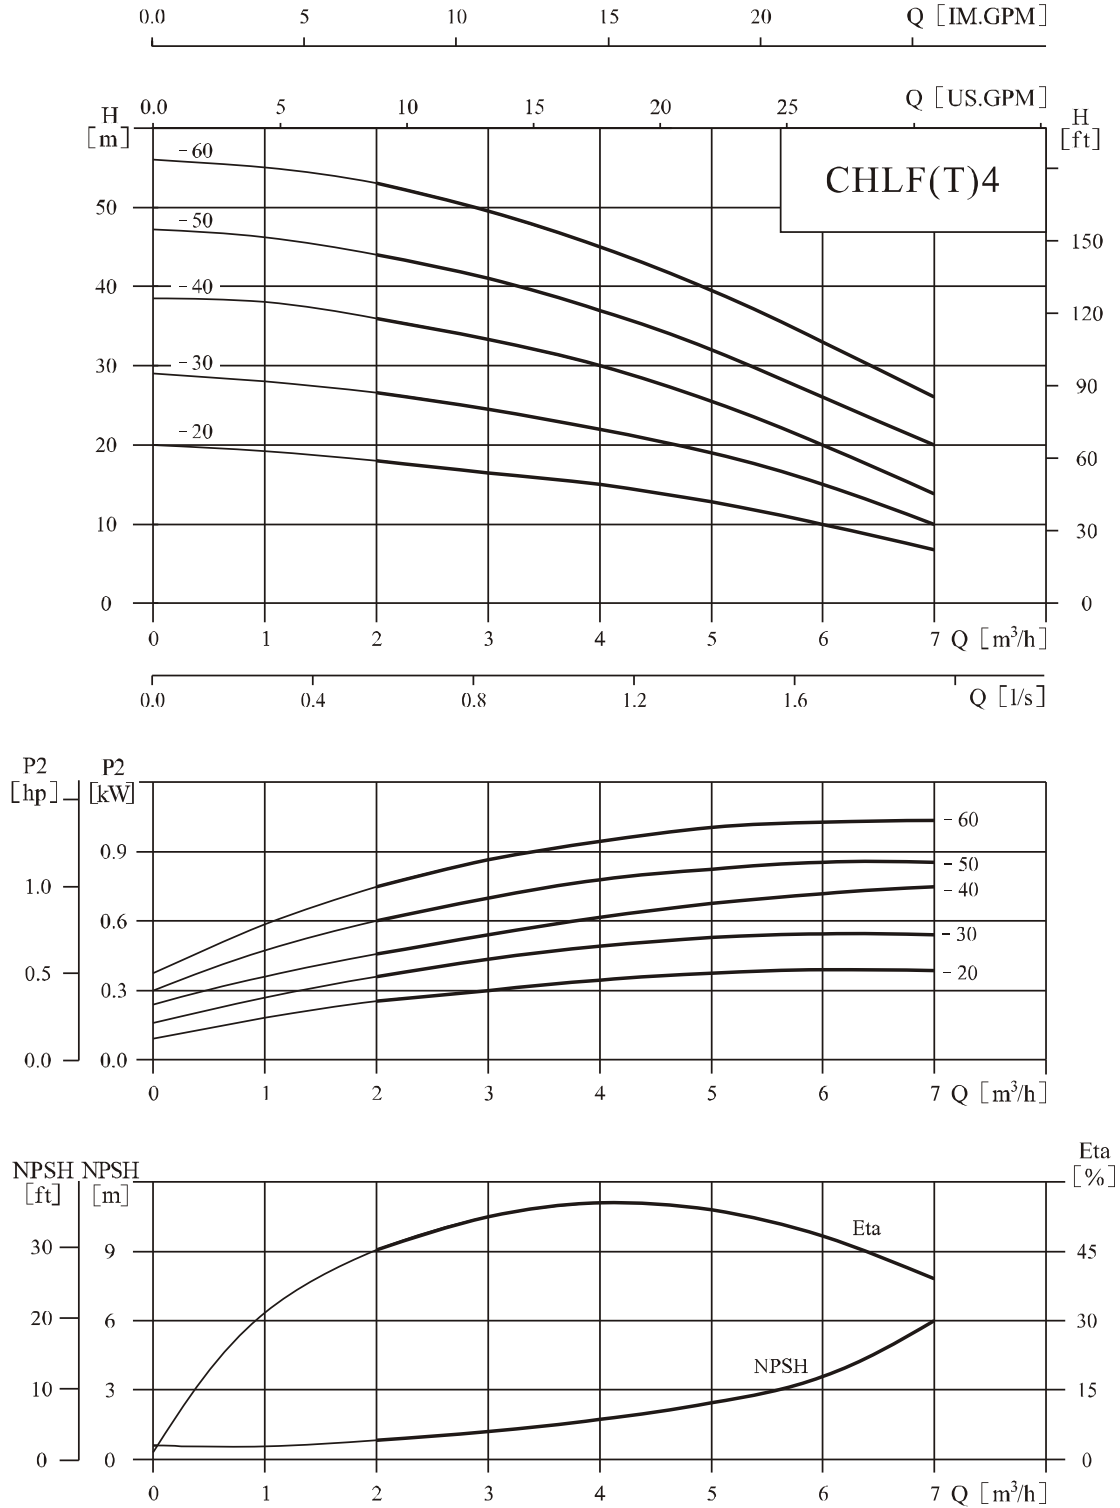 0.0 5 10 15 20 Q [IM.GPM]
0.0 5 10 15 20 25 Q [US.GPM]
H
[m]
H
[ft]
CHLF(T)4
-60
-50
-40
-30
-20
50
40
30
20
10
0
150
120
90
60
30
0
0 1 2 3 4 5 6 7 Q [m³/h]
0.0 0.4 0.8 1.2 1.6 Q [l/s]
P2
[hp]
P2
[kW]
1.0
0.5
0.0
0.9
0.6
0.3
0.0
-60
-50
-40
-30
-20
0 1 2 3 4 5 6 7 Q [m³/h]
NPSH
[ft]
NPSH
[m]
Eta
[%]
30
20
10
0
9
6
3
0
Eta
NPSH
45
30
15
0
0 1 2 3 4 5 6 7 Q [m³/h]